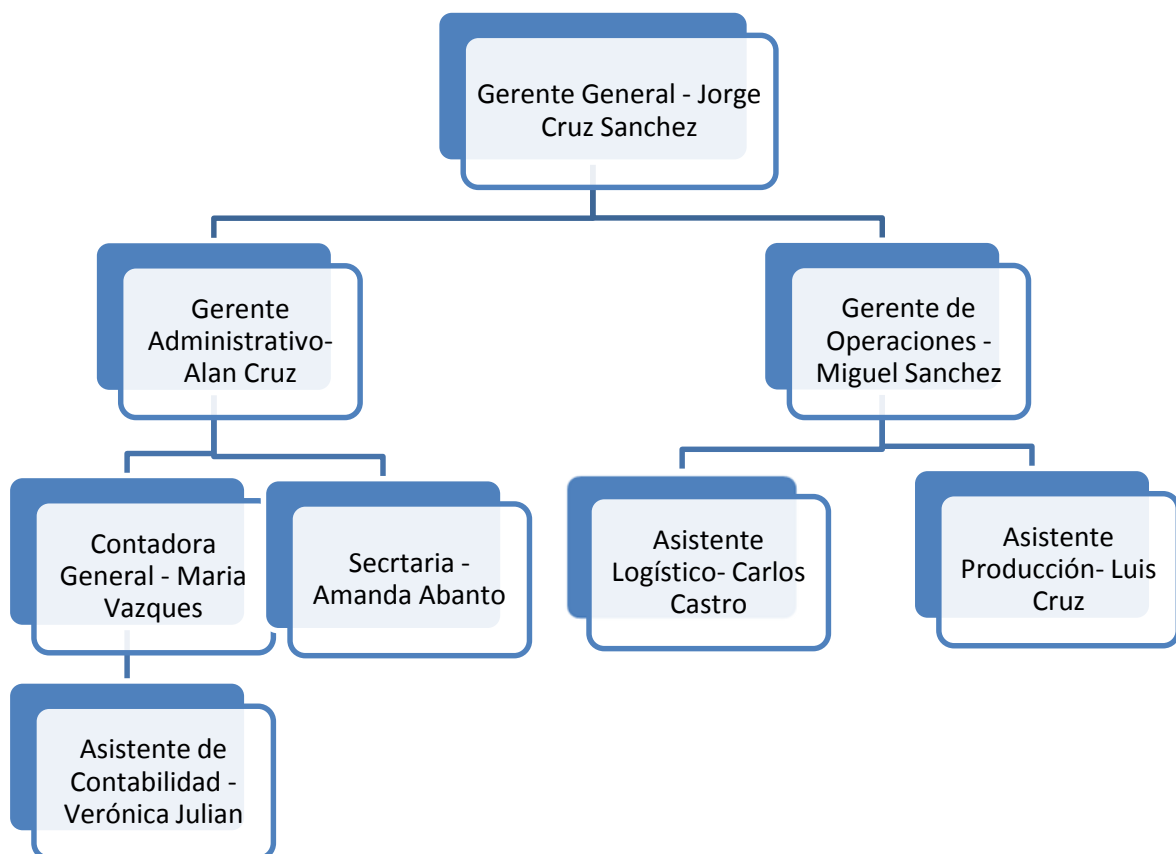 Gerente General - Jorge
Cruz Sanchez
Gerente
Administrativo-
Alan Cruz
Gerente de
Operaciones -
Miguel Sanchez
Contadora
General - Maria
Vazques
Secrtaria -
Amanda Abanto
Asistente
Logístico- Carlos
Castro
Asistente
Producción- Luis
Cruz
Asistente de
Contabilidad -
Verónica Julian